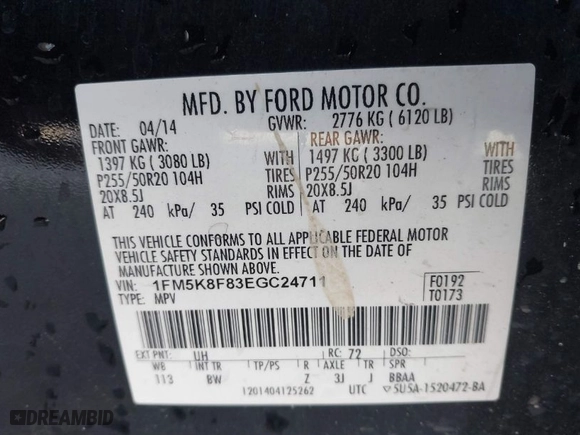 MFD. BY FORD MOTOR CO.
DATE: 04/14 GVWR: 2776 KG ( 6120 LB)
FRONT GAWR: REAR GAWR:
1397 KG ( 3080 LB) WITH 1497 KG ( 3300 LB) WITH
P255/50R20 104H TIRES P255/50R20 104H TIRES
20X8.5J RIMS 20X8.5J RIMS
AT 240 kPa/ 35 PSI COLD AT 240 kPa/ 35 PSI COLD
THIS VEHICLE CONFORMS TO ALL APPLICABLE FEDERAL MOTOR
VEHICLE SAFETY STANDARDS IN EFFECT ON THE DATE OF
MANUFACTURE SHOWN ABOVE.
VIN: 1FM5K8F83EGC24711 F0192
TYPE: MPV T0173
EXT PNT: UH RC: 72 DSO:
WB INT TR TP/PS R AXLE TR SPR
113 BW Z 3J J BBAA
1201404125262 UTC 5U5A-1520472-BA
DREAMBID